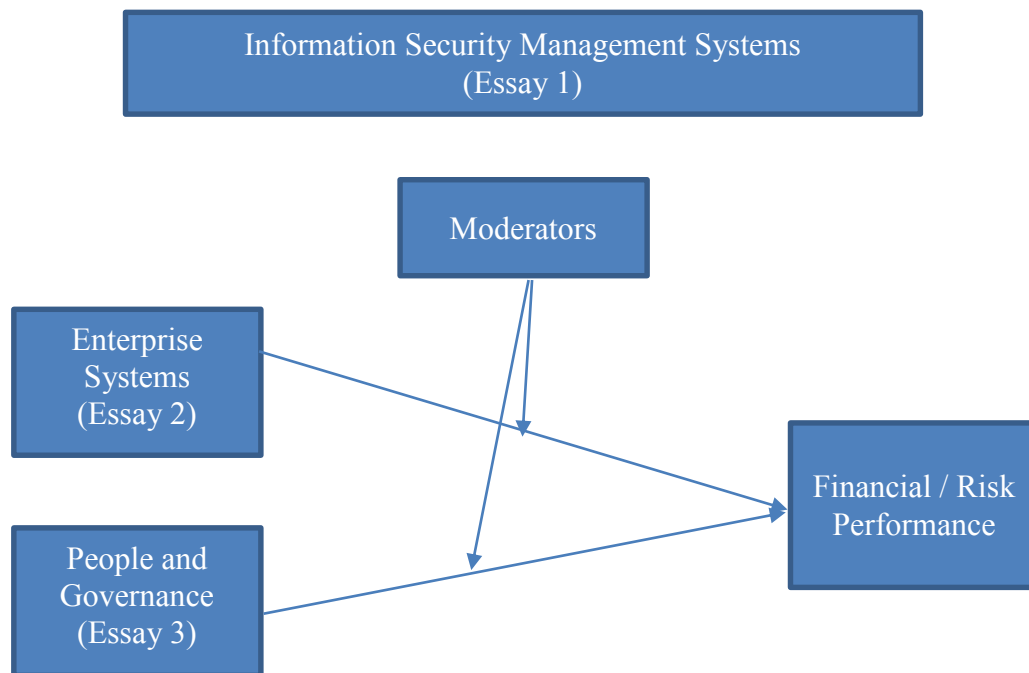 Information Security Management Systems
(Essay 1)
Moderators
Enterprise
Systems
(Essay 2)
Financial / Risk
Performance
People and
Governance
(Essay 3)